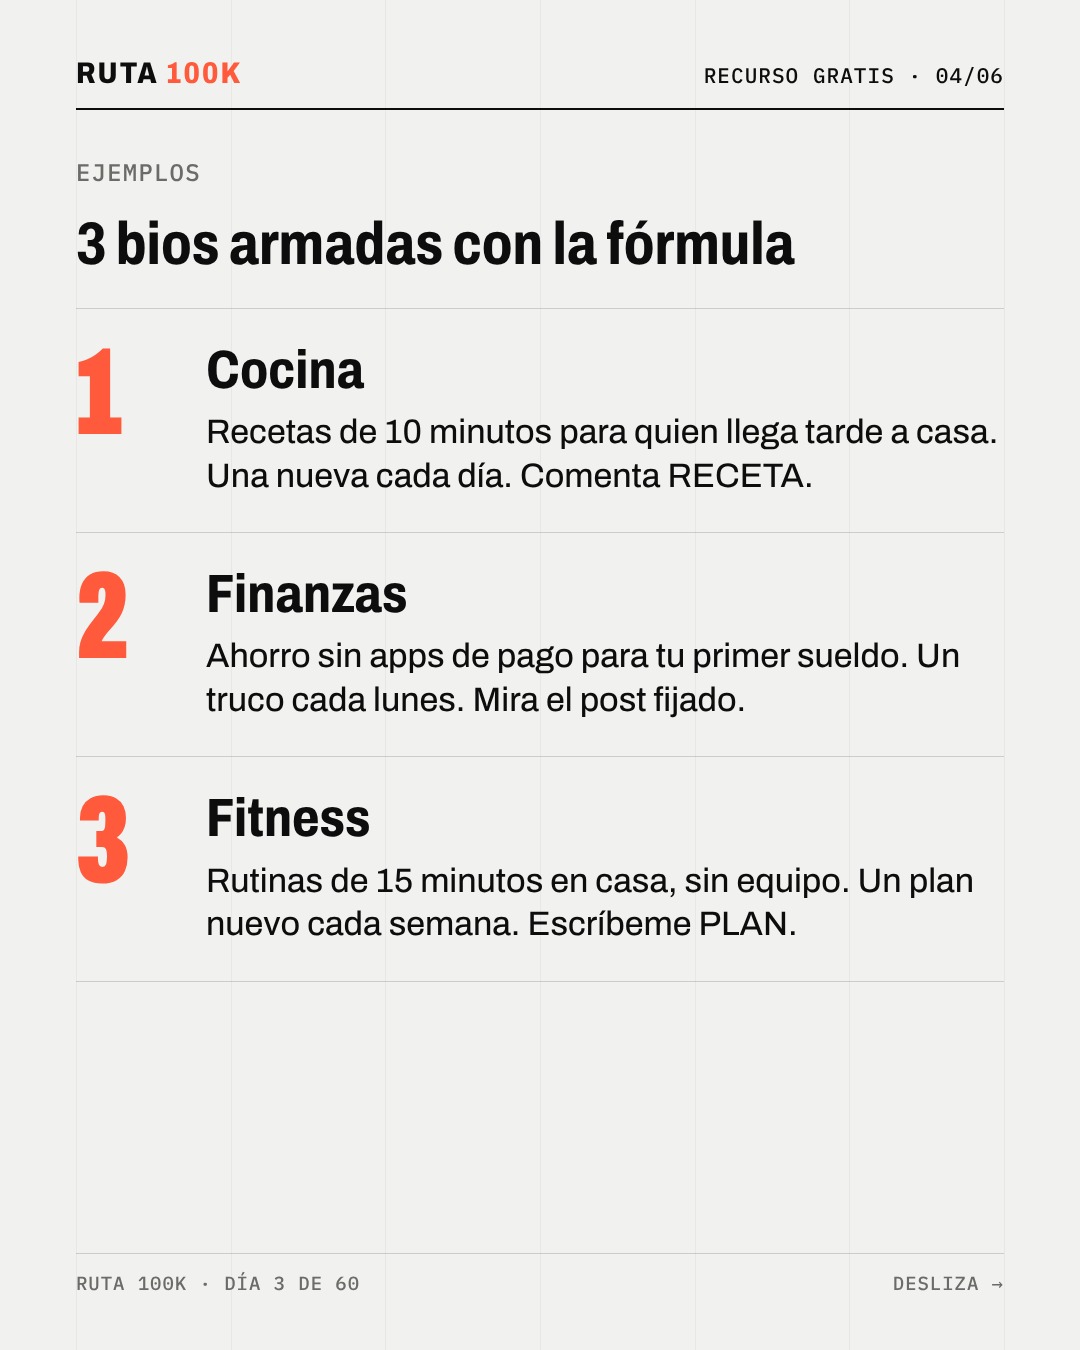 RUTA 100K
RECURSO GRATIS · 04/06
EJEMPLOS
3 bios armadas con la fórmula
1
Cocina
Recetas de 10 minutos para quien llega tarde a casa.
Una nueva cada día. Comenta RECETA.
2
Finanzas
Ahorro sin apps de pago para tu primer sueldo. Un
truco cada lunes. Mira el post fijado.
3
Fitness
Rutinas de 15 minutos en casa, sin equipo. Un plan
nuevo cada semana. Escríbeme PLAN.
RUTA 100K · DÍA 3 DE 60
DESLIZA →